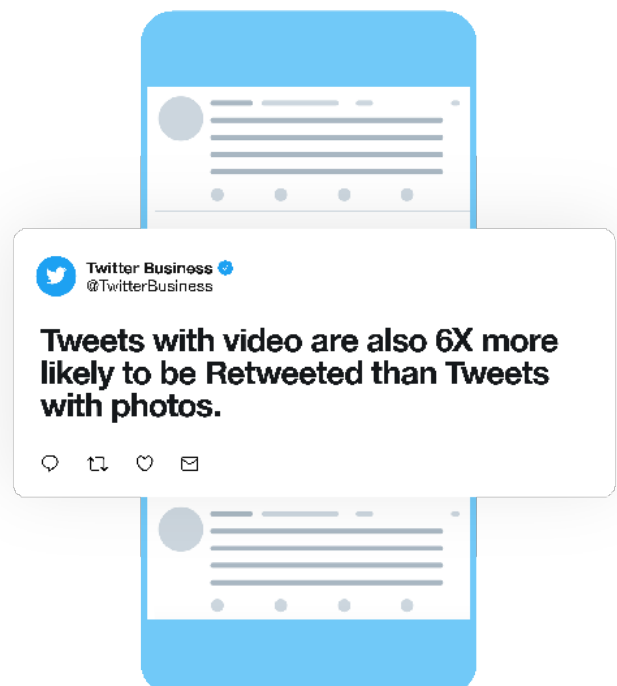 Twitter Business
@TwitterBusiness
Tweets with video are also 6X more
likely to be Retweeted than Tweets
with photos.